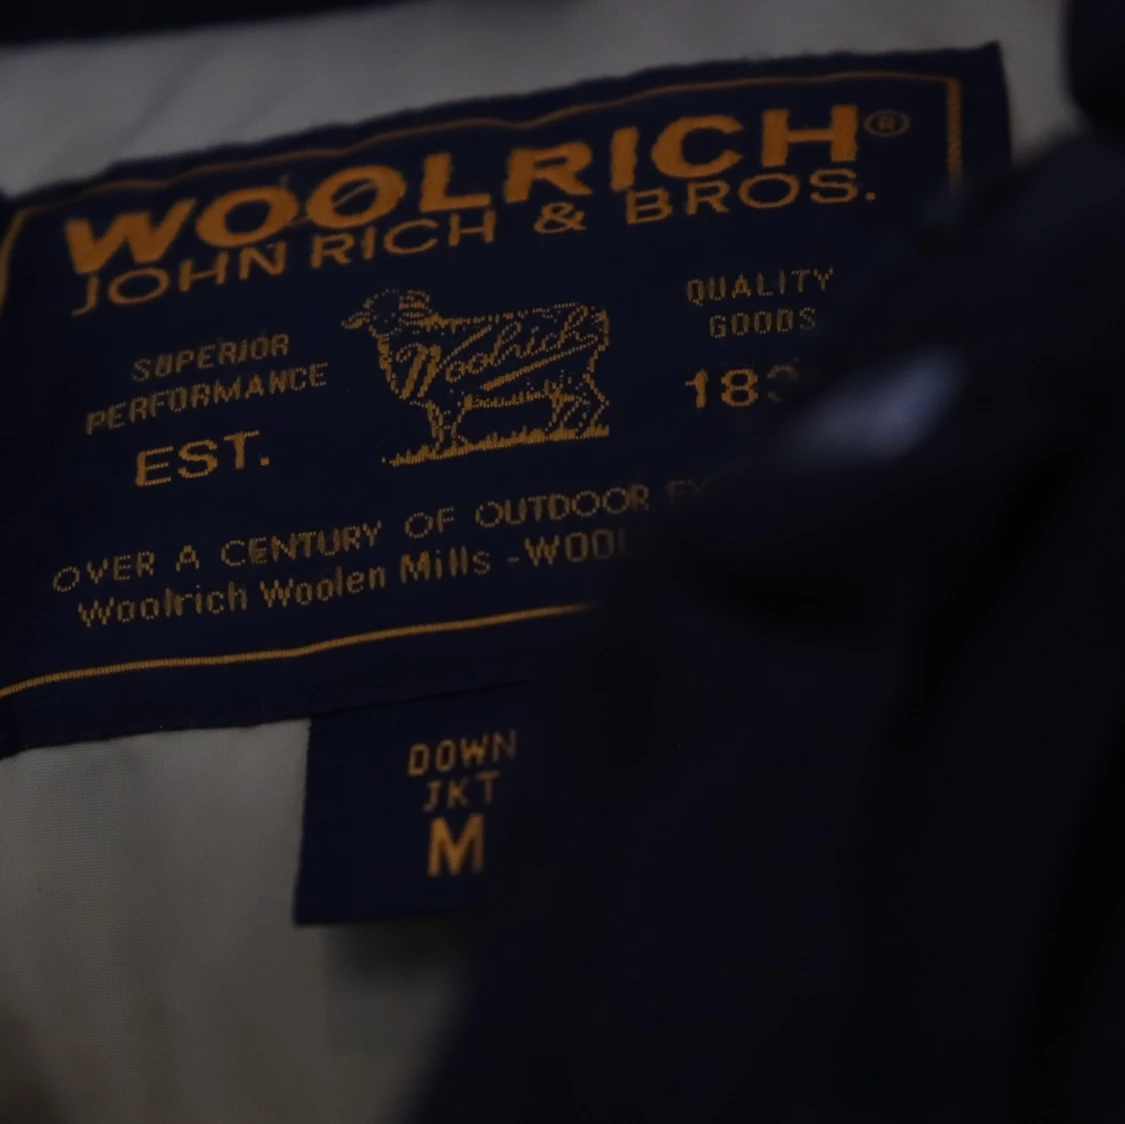 WOOLRICH®
JOHN RICH & BROS.
SUPERIOR
PERFORMANCE
EST.
Woolrich
QUALITY
GOODS
OVER A CENTURY OF OUTDOOR
Woolrich Woolen Mills -
DOWN
JKT
M